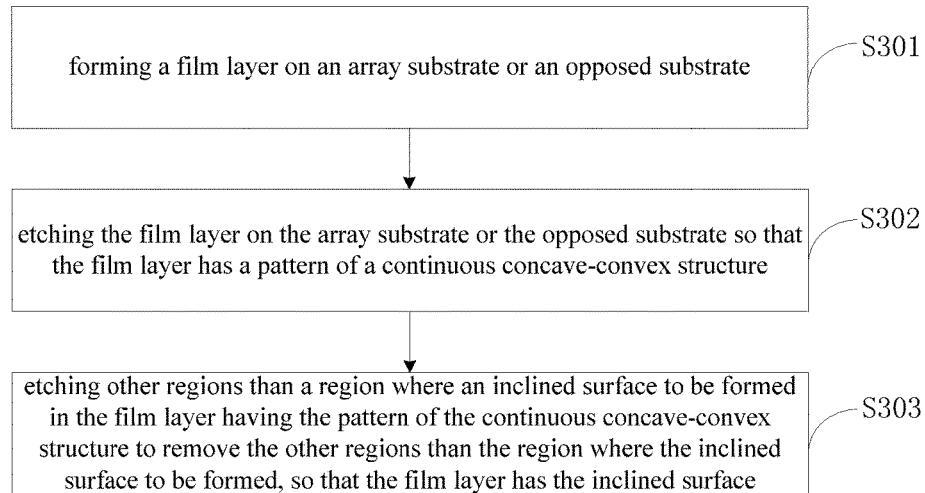 forming a film layer on an array substrate or an opposed substrate
S301
etching the film layer on the array substrate or the opposed substrate so that
the film layer has a pattern of a continuous concave-convex structure
S302
etching other regions than a region where an inclined surface to be formed
in the film layer having the pattern of the continuous concave-convex
structure to remove the other regions than the region where the inclined
surface to be formed, so that the film layer has the inclined surface
S303